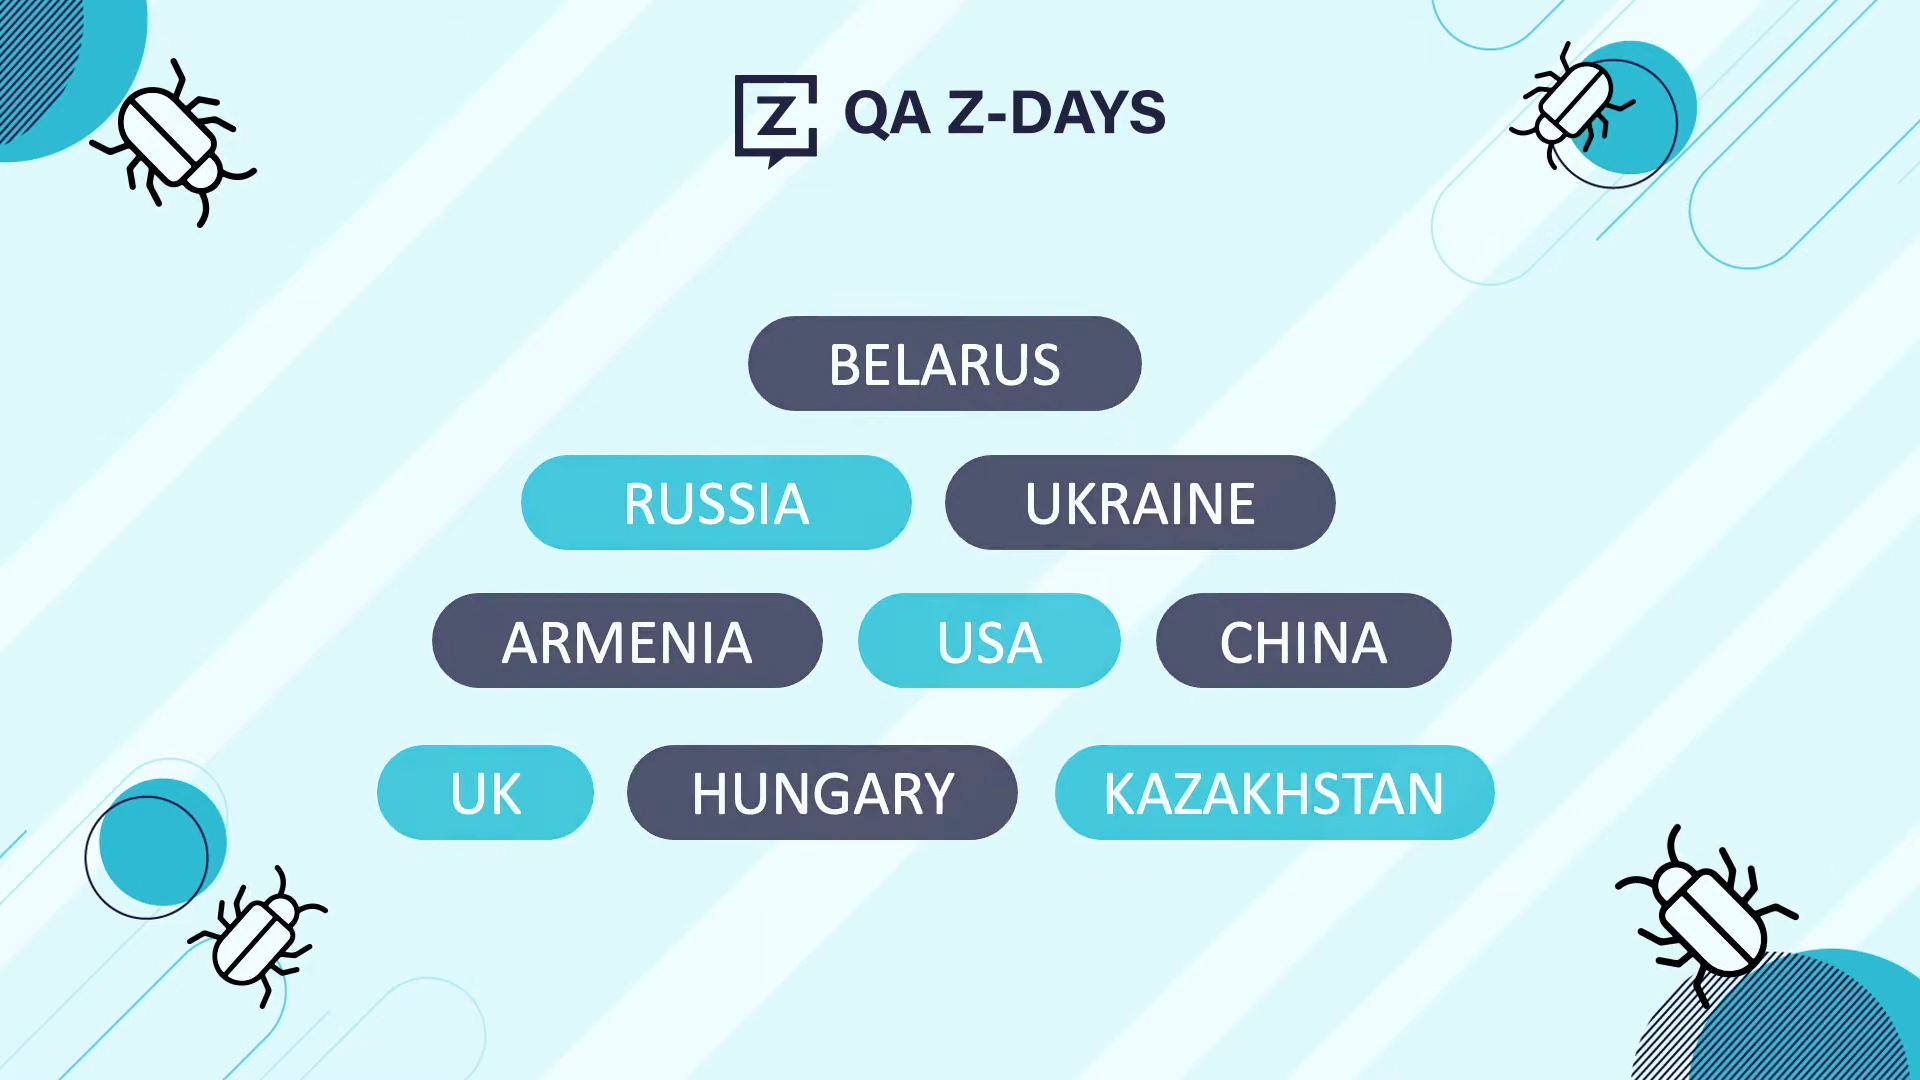 Z QA Z-DAYS
BELARUS
RUSSIA UKRAINE
ARMENIA USA CHINA
UK HUNGARY KAZAKHSTAN